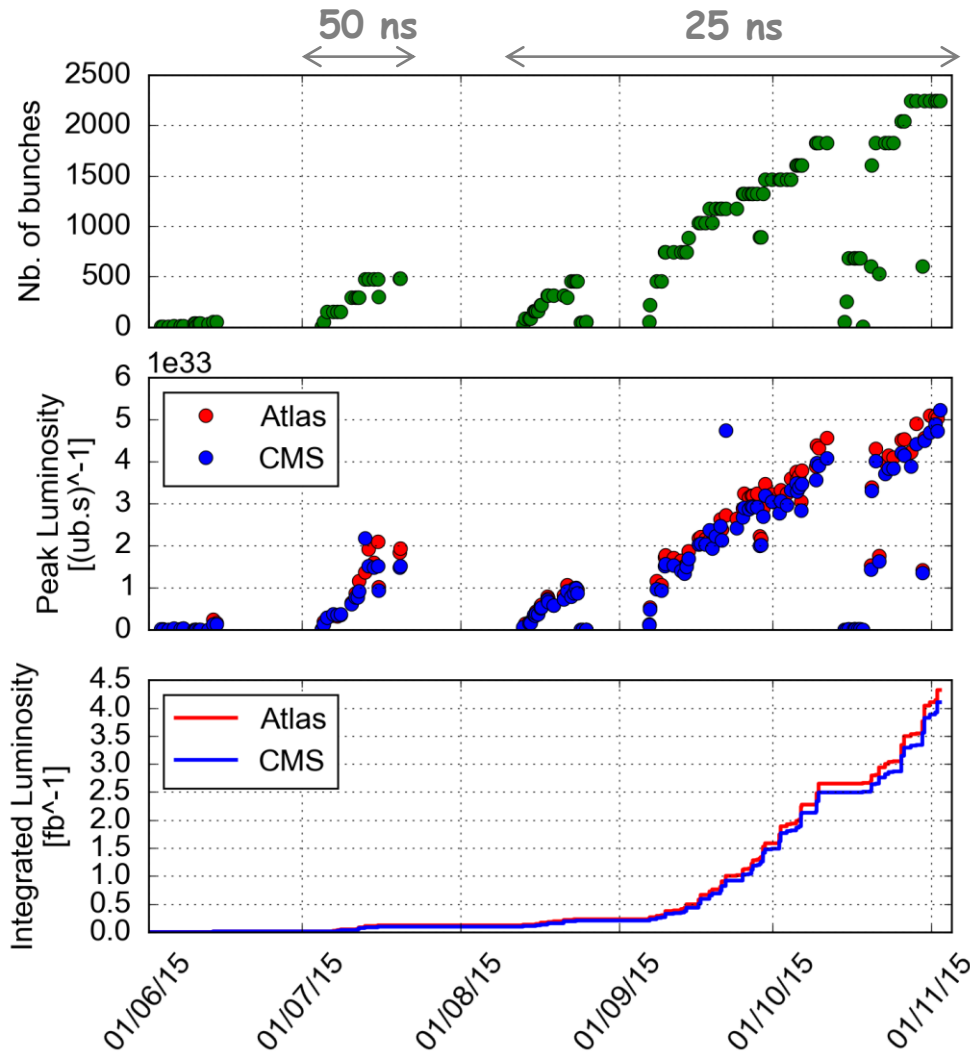 50 ns
25 ns
Nb. of bunches
2500
2000
1500
1000
500
0
1e33
Peak Luminosity
[(ub.s)^-1]
6
5
4
3
2
1
0
Atlas
CMS
Integrated Luminosity
[fb^-1]
4.5
4.0
3.5
3.0
2.5
2.0
1.5
1.0
0.5
0.0
Atlas
CMS
01/06/15
01/07/15
01/08/15
01/09/15
01/10/15
01/11/15